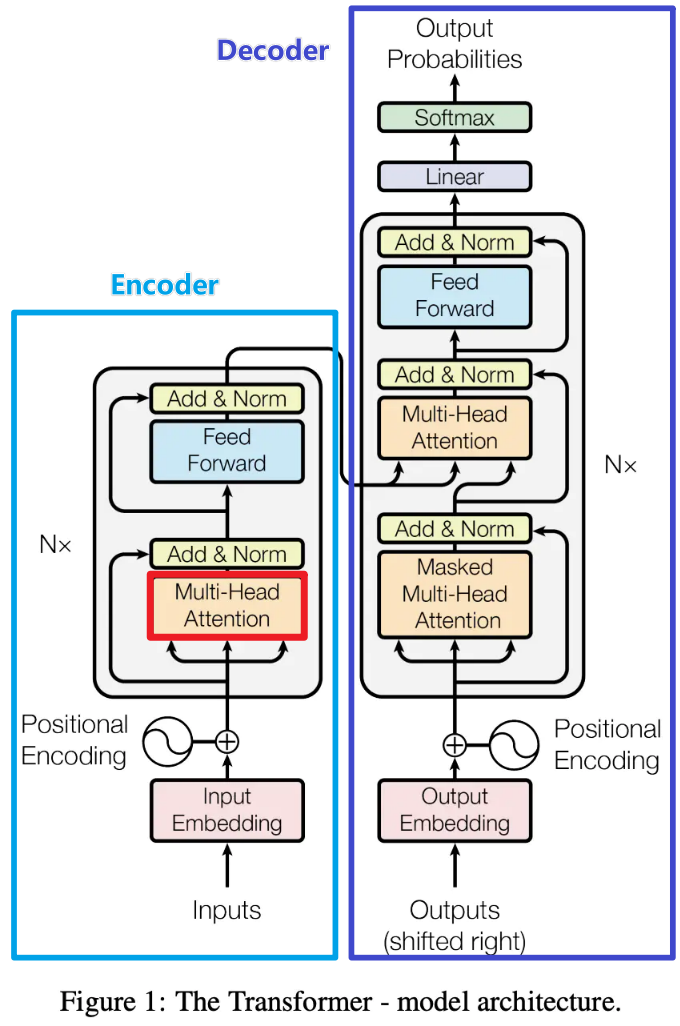 Decoder
Output
Probabilities
Softmax
Linear
Add & Norm
Feed
Forward
Add & Norm
Multi-Head
Attention
Nx
Add & Norm
Masked
Multi-Head
Attention
Positional
Encoding
Output
Embedding
Outputs
(shifted right)
Encoder
Add & Norm
Feed
Forward
N×
Add & Norm
Multi-Head
Attention
Positional
Encoding
Input
Embedding
Inputs
Figure 1: The Transformer - model architecture.